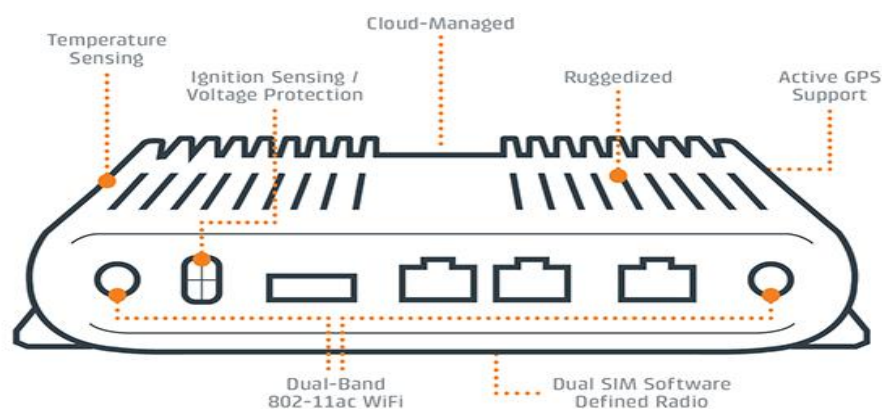 Cloud-Managed
Temperature
Sensing
Ignition Sensing /
Voltage Protection
Ruggedized
Active GPS
Support
Dual-Band
802-11ac WiFi
Dual SIM Software
Defined Radio